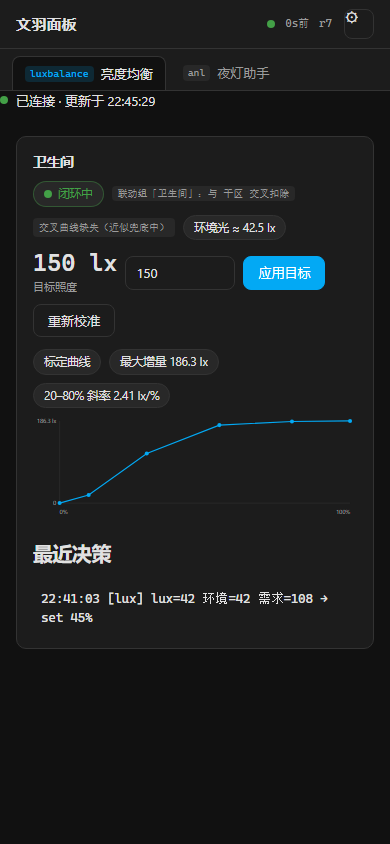 文羽面板
0s前 r7
luxbalance 亮度均衡 anl 夜灯助手
已连接 · 更新于 22:45:29
卫生间
闭环中 联动组「卫生间」: 与 干区 交叉扣除
交叉曲线缺失（近似兜底中） 环境光 ≈ 42.5 lx
150 lx 150 应用目标
目标照度
重新校准
标定曲线 最大增量 186.3 lx
20–80% 斜率 2.41 lx/%
186.3 lx
0
0% 100%
最近决策
22:41:03 [lux] lux=42 环境=42 需求=108 →
set 45%